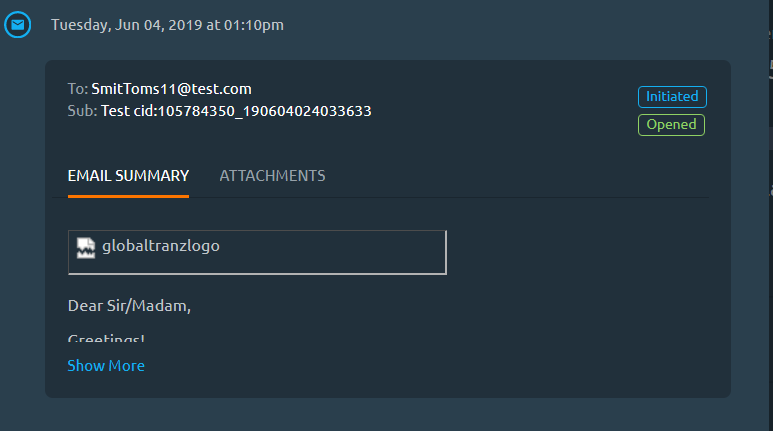 Tuesday, Jun 04, 2019 at 01:10pm
To: SmitToms11@test.com
Initiated
Sub: Test cid:105784350_190604024033633
Opened
EMAIL SUMMARY ATTACHMENTS
globaltranzlogo
Dear Sir/Madam,
Greetings!
Show More